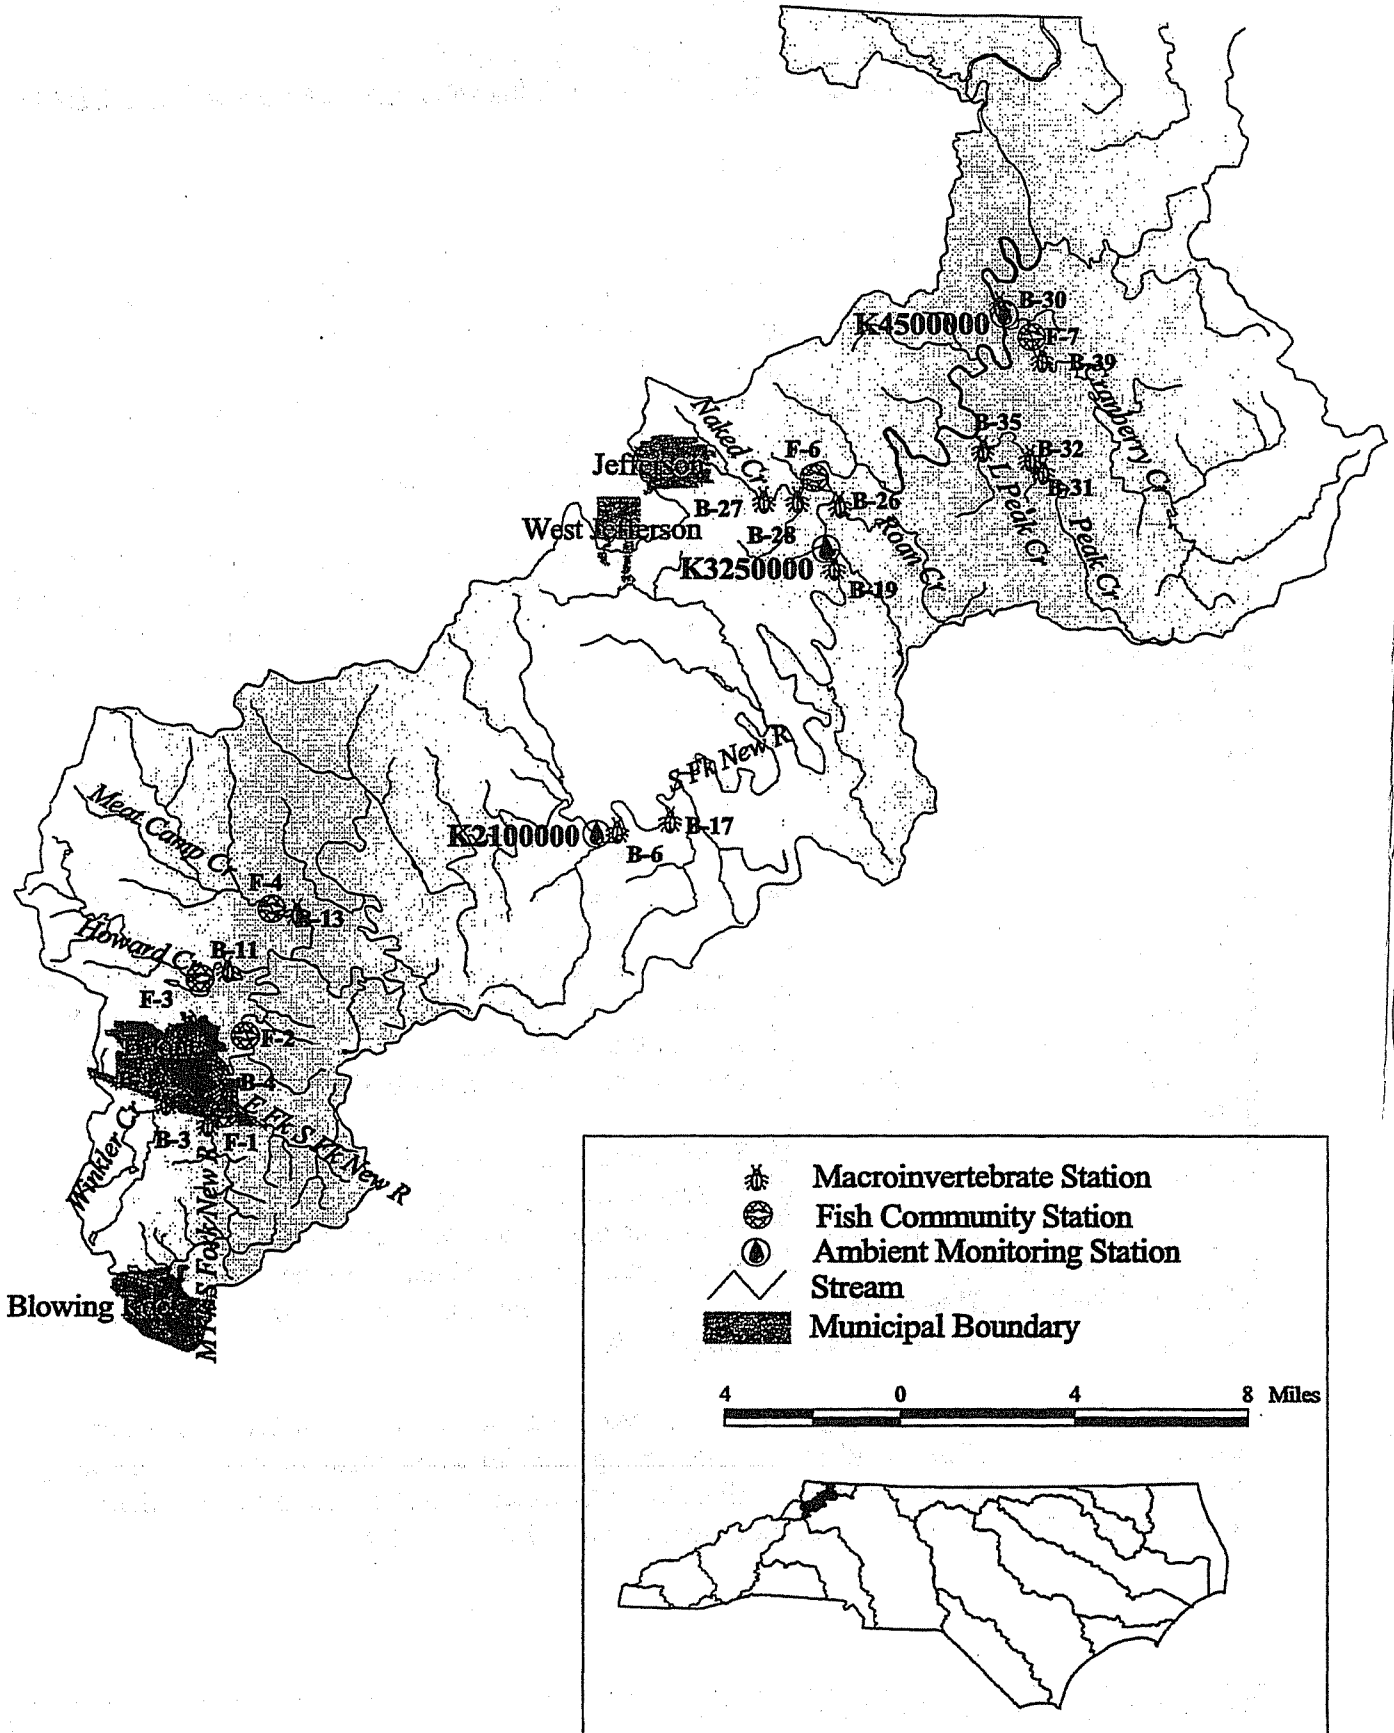 B-30
K4500000
F-7
B-39
Cranberry Cr
Naked Cr
B-35
Jefferson
F-6
B-32
B-31
L Peak Cr
Peak Cr
B-27
B-26
West Jefferson
B-28
Roan Cr
K3250000
B-19
S Fk New R
Meat Camp Cr
K2100000
B-17
B-6
F-4
B-13
Howard Cr
B-11
F-3
F-2
B-4
E Fk S Fk New R
B-3
F-1
Winkler Cr
Blowing
Macroinvertebrate Station
Fish Community Station
Ambient Monitoring Station
Stream
Municipal Boundary
4 0 4 8 Miles